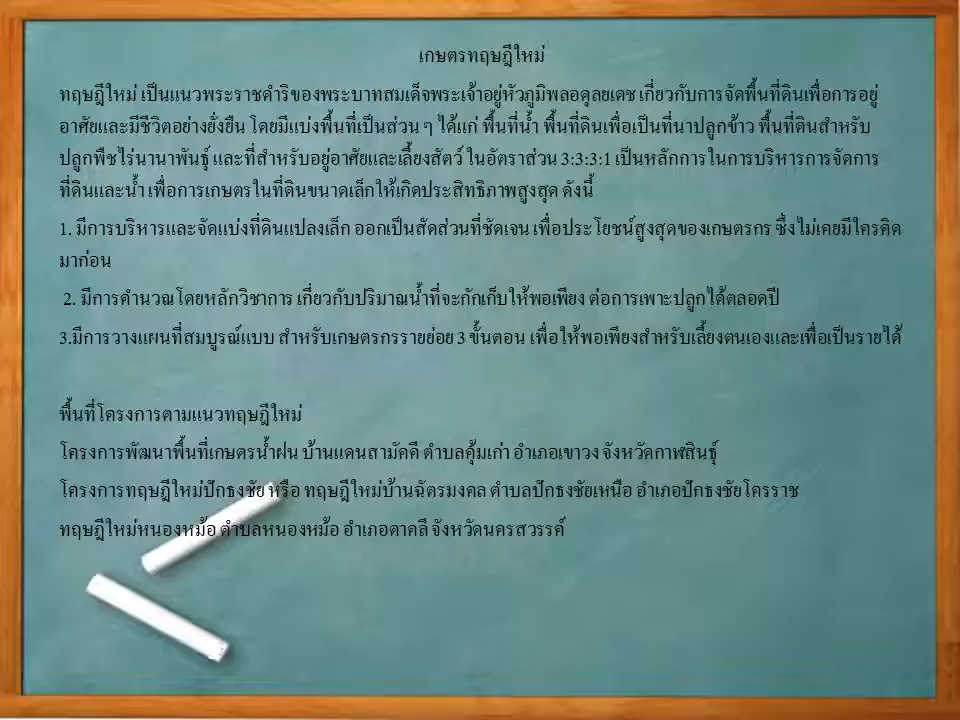 เกษตรทฤษฎีใหม่
ทฤษฎีใหม่ เป็นแนวพระราชดำริของพระบาทสมเด็จพระเจ้าอยู่หัวภูมิพลอดุลยเดช เกี่ยวกับการจัดพื้นที่ดินเพื่อการอยู่
อาศัยและมีชีวิตอย่างยั่งยืน โดยมีแบ่งพื้นที่เป็นส่วน ๆ ได้แก่ พื้นที่น้ำ พื้นที่ดินเพื่อเป็นที่นาปลูกข้าว พื้นที่ดินสำหรับ
ปลูกพืชไร่นานาพันธุ์ และที่สำหรับอยู่อาศัยและเลี้ยงสัตว์ ในอัตราส่วน 3:3:3:1 เป็นหลักการในการบริหารการจัดการ
ที่ดินและน้ำ เพื่อการเกษตรในที่ดินขนาดเล็กให้เกิดประสิทธิภาพสูงสุด ดังนี้
1. มีการบริหารและจัดแบ่งที่ดินแปลงเล็ก ออกเป็นสัดส่วนที่ชัดเจน เพื่อประโยชน์สูงสุดของเกษตรกร ซึ่งไม่เคยมีใครคิด
มาก่อน
2. มีการคำนวณโดยหลักวิชาการ เกี่ยวกับปริมาณน้ำที่จะกักเก็บให้พอเพียง ต่อการเพาะปลูกได้ตลอดปี
3.มีการวางแผนที่สมบูรณ์แบบ สำหรับเกษตรกรรายย่อย 3 ขั้นตอน เพื่อให้พอเพียงสำหรับเลี้ยงตนเองและเพื่อเป็นรายได้
พื้นที่โครงการตามแนวทฤษฎีใหม่
โครงการพัฒนาพื้นที่เกษตรน้ำฝน บ้านแดนสามัคคี ตำบลคุ้มเก่า อำเภอเขาวง จังหวัดกาฬสินธุ์
โครงการทฤษฎีใหม่ปักธงชัย หรือ ทฤษฎีใหม่บ้านฉัตรมงคล ตำบลปักธงชัยเหนือ อำเภอปักธงชัยโครราช
ทฤษฎีใหม่หนองหม้อ ตำบลหนองหม้อ อำเภอตาคลี จังหวัดนครสวรรค์